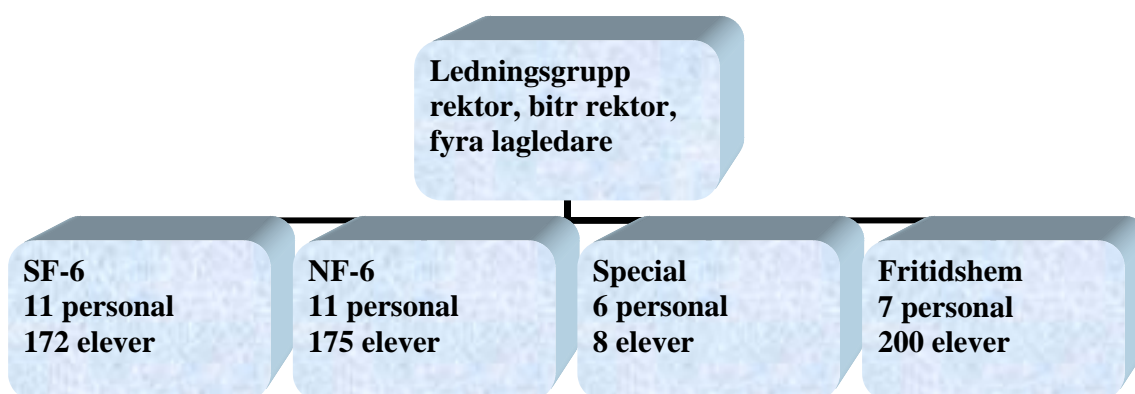 Ledningsgrupp
rektor, bitr rektor,
fyra lagledare
SF-6
11 personal
172 elever
NF-6
11 personal
175 elever
Special
6 personal
8 elever
Fritidshem
7 personal
200 elever